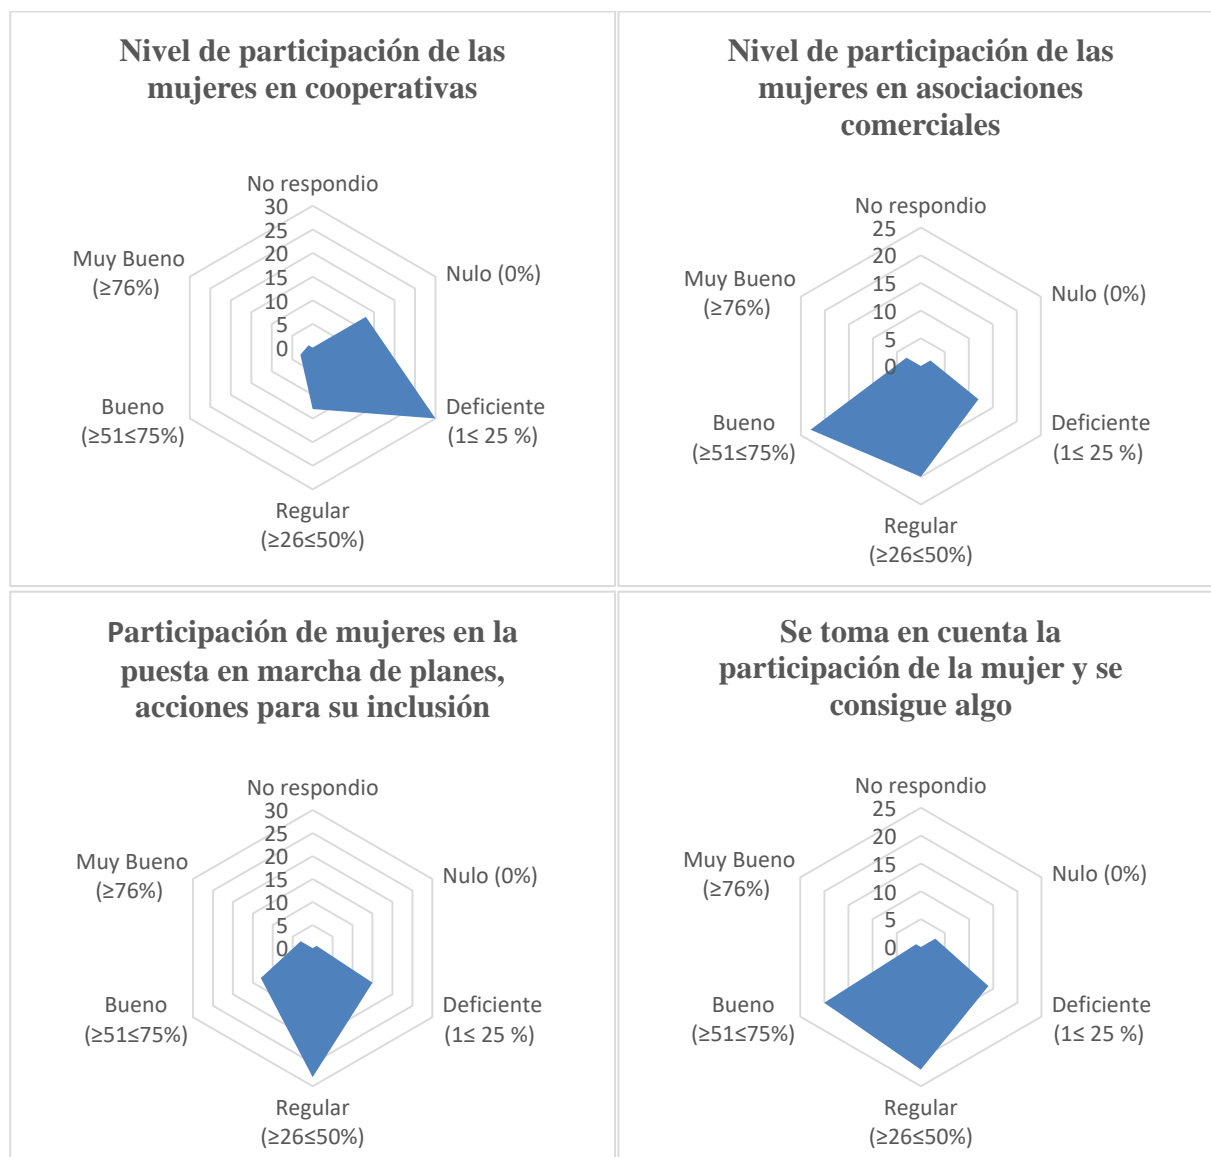 Nivel de participación de las
mujeres en cooperativas
No respondio
30
25
20
15
10
5
0
Nulo (0%)
Deficiente
(1≤ 25 %)
Regular
(≥26≤50%)
Bueno
(≥51≤75%)
Muy Bueno
(≥76%)
Nivel de participación de las
mujeres en asociaciones
comerciales
No respondio
25
20
15
10
5
0
Nulo (0%)
Deficiente
(1≤ 25 %)
Regular
(≥26≤50%)
Bueno
(≥51≤75%)
Muy Bueno
(≥76%)
Participación de mujeres en la
puesta en marcha de planes,
acciones para su inclusión
No respondio
30
25
20
15
10
5
0
Nulo (0%)
Deficiente
(1≤ 25 %)
Regular
(≥26≤50%)
Bueno
(≥51≤75%)
Muy Bueno
(≥76%)
Se toma en cuenta la
participación de la mujer y se
consigue algo
No respondio
25
20
15
10
5
0
Nulo (0%)
Deficiente
(1≤ 25 %)
Regular
(≥26≤50%)
Bueno
(≥51≤75%)
Muy Bueno
(≥76%)